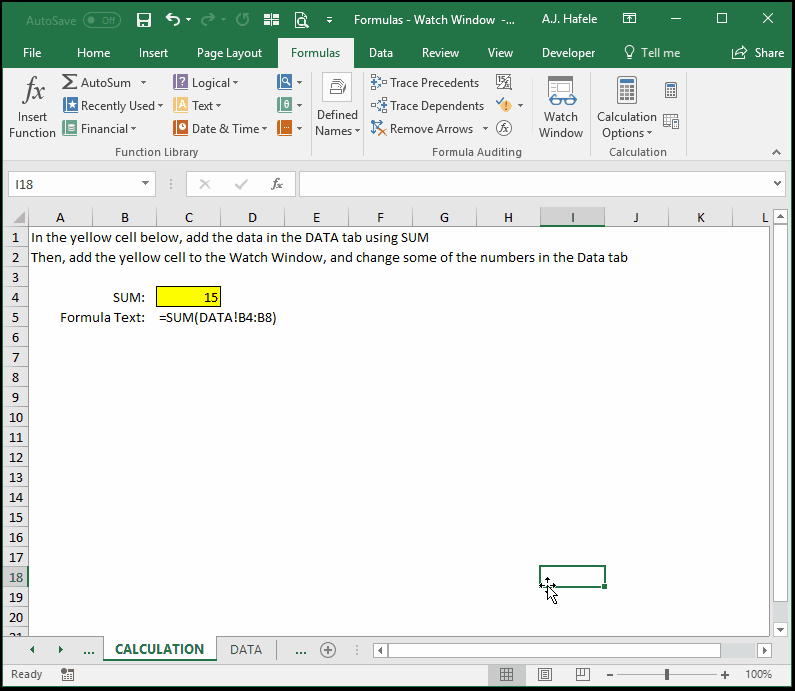 AutoSave Off Formulas - Watch Window -... A.J. Hafele
File Home Insert Page Layout Formulas Data Review View Developer Tell me Share
fx Insert Function
AutoSum
Recently Used
Financial
Logical
Text
Date & Time
Function Library
Defined Names
Trace Precedents
Trace Dependents
Remove Arrows
Formula Auditing
Watch Window
Calculation Options
Calculation
I18 fx
A B C D E F G H I J K L
1 In the yellow cell below, add the data in the DATA tab using SUM
2 Then, add the yellow cell to the Watch Window, and change some of the numbers in the Data tab
3
4 SUM: 15
5 Formula Text: =SUM(DATA!B4:B8)
6
7
8
9
10
11
12
13
14
15
16
17
18
19
20
21
... CALCULATION DATA ...
Ready 100%